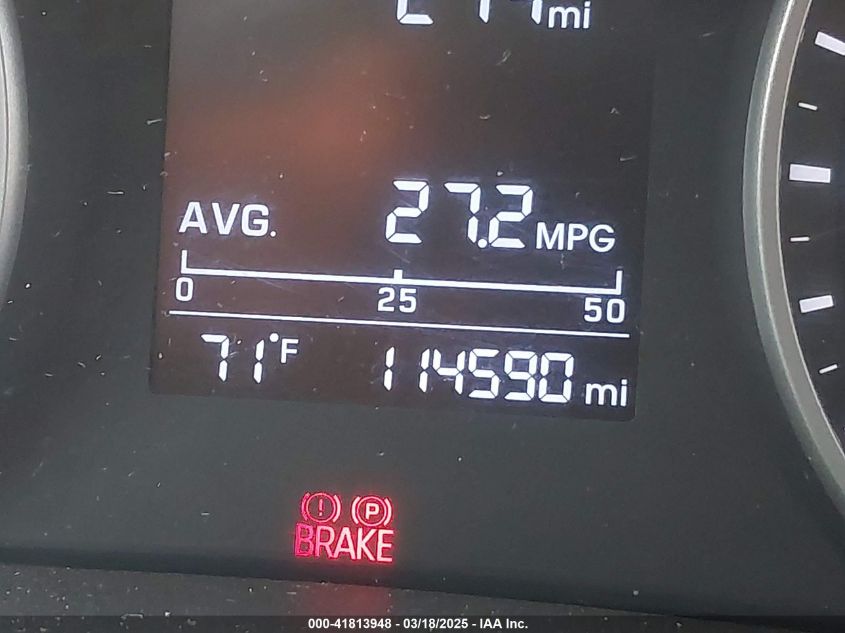 mi
AVG. 27.2 MPG
0 25 50
71°F 114590 mi
(!) (P)
BRAKE
000-41813948 - 03/18/2025 - IAA Inc.